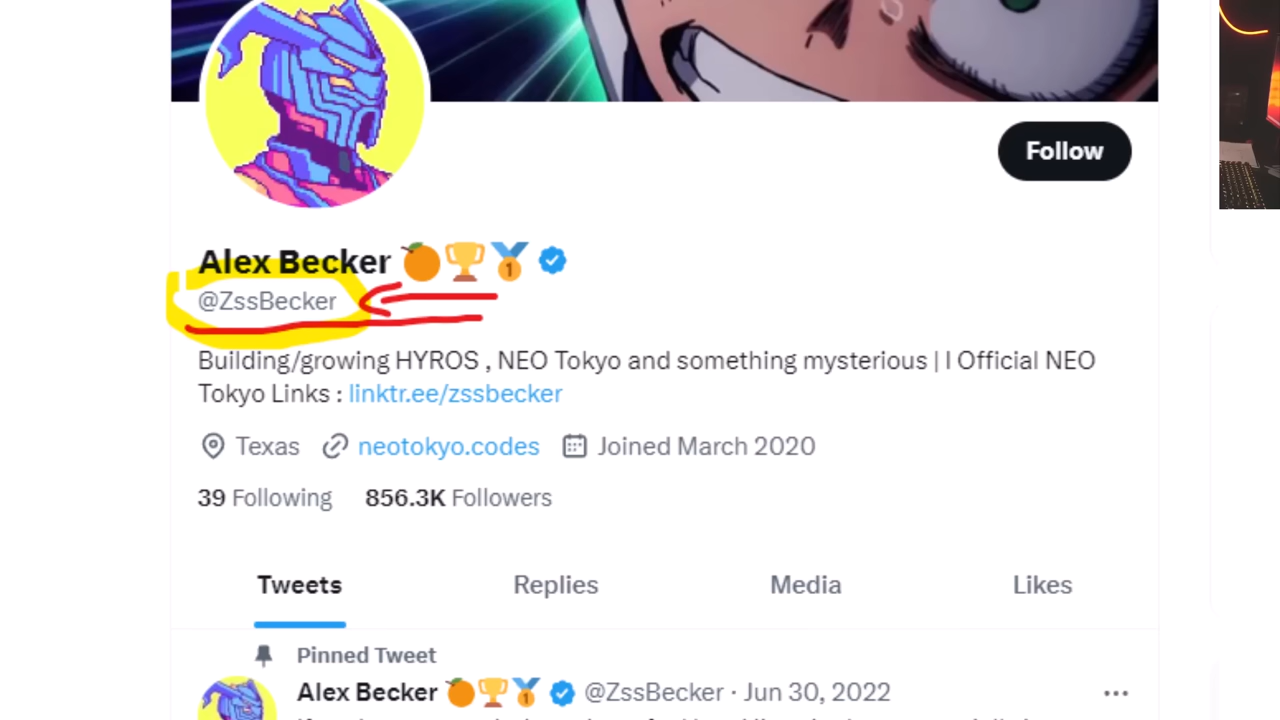 Follow
Alex Becker 🍊🏆🥇
@ZssBecker
Building/growing HYROS , NEO Tokyo and something mysterious | I Official NEO
Tokyo Links : linktr.ee/zssbecker
Texas neotokyo.codes Joined March 2020
39 Following 856.3K Followers
Tweets Replies Media Likes
Pinned Tweet
Alex Becker 🍊🏆🥇 @ZssBecker · Jun 30, 2022